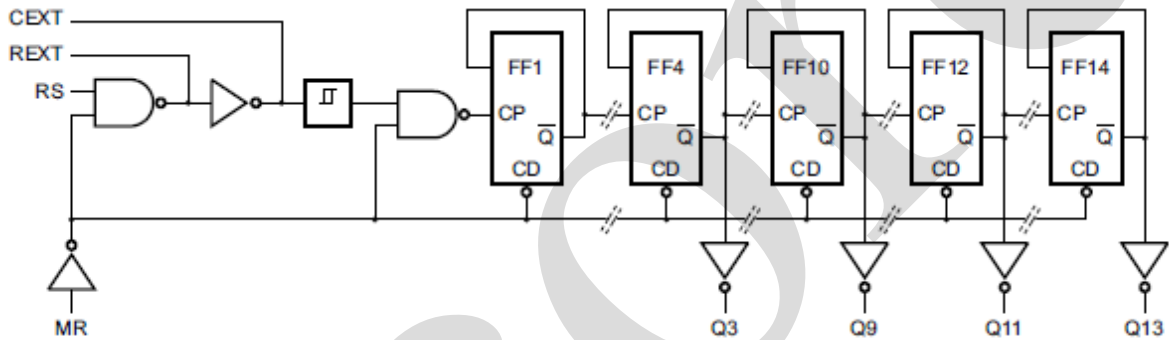 CEXT
REXT
RS
FF1
FF4
FF10
FF12
FF14
CP
CP
CP
CP
CP
Q
Q
Q
Q
Q
CD
CD
CD
CD
CD
MR
Q3
Q9
Q11
Q13